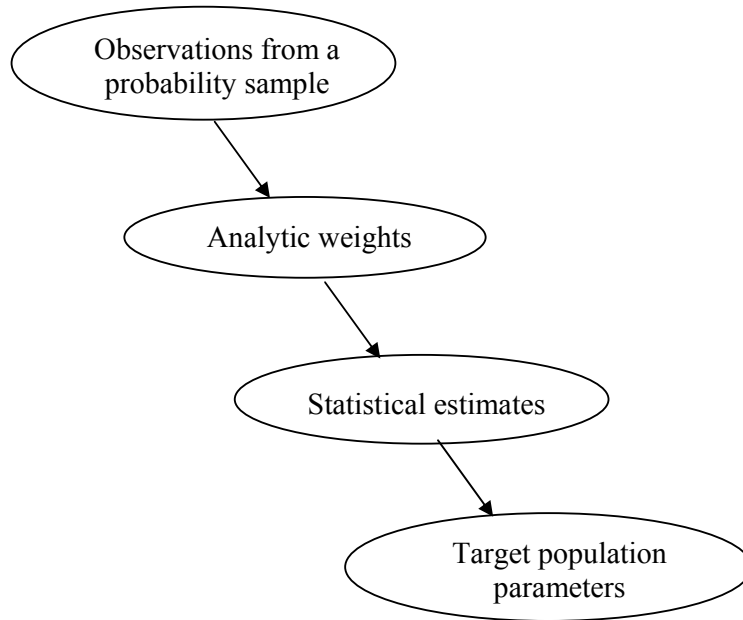 Observations from a
probability sample
Analytic weights
Statistical estimates
Target population
parameters